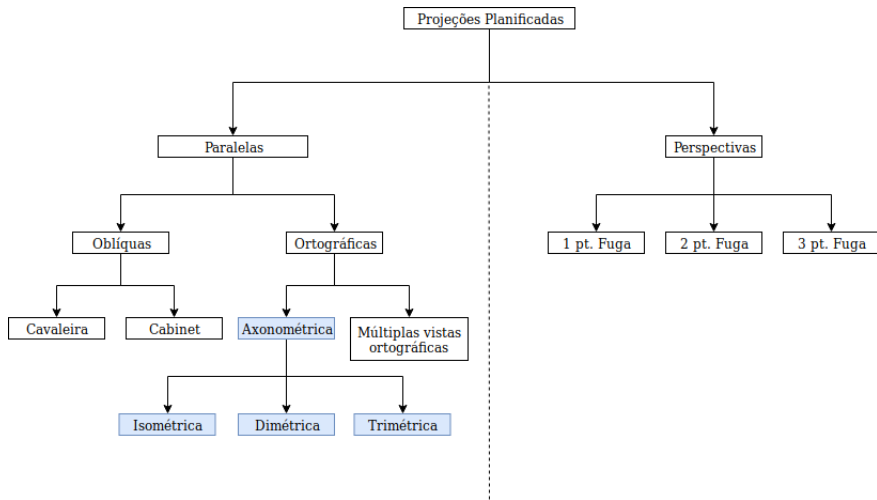 Projeções Planificadas
Paralelas
Perspectivas
Oblíquas
Ortográficas
1 pt. Fuga
2 pt. Fuga
3 pt. Fuga
Cavaleira
Cabinet
Axonométrica
Múltiplas vistas
ortográficas
Isométrica
Dimétrica
Trimétrica